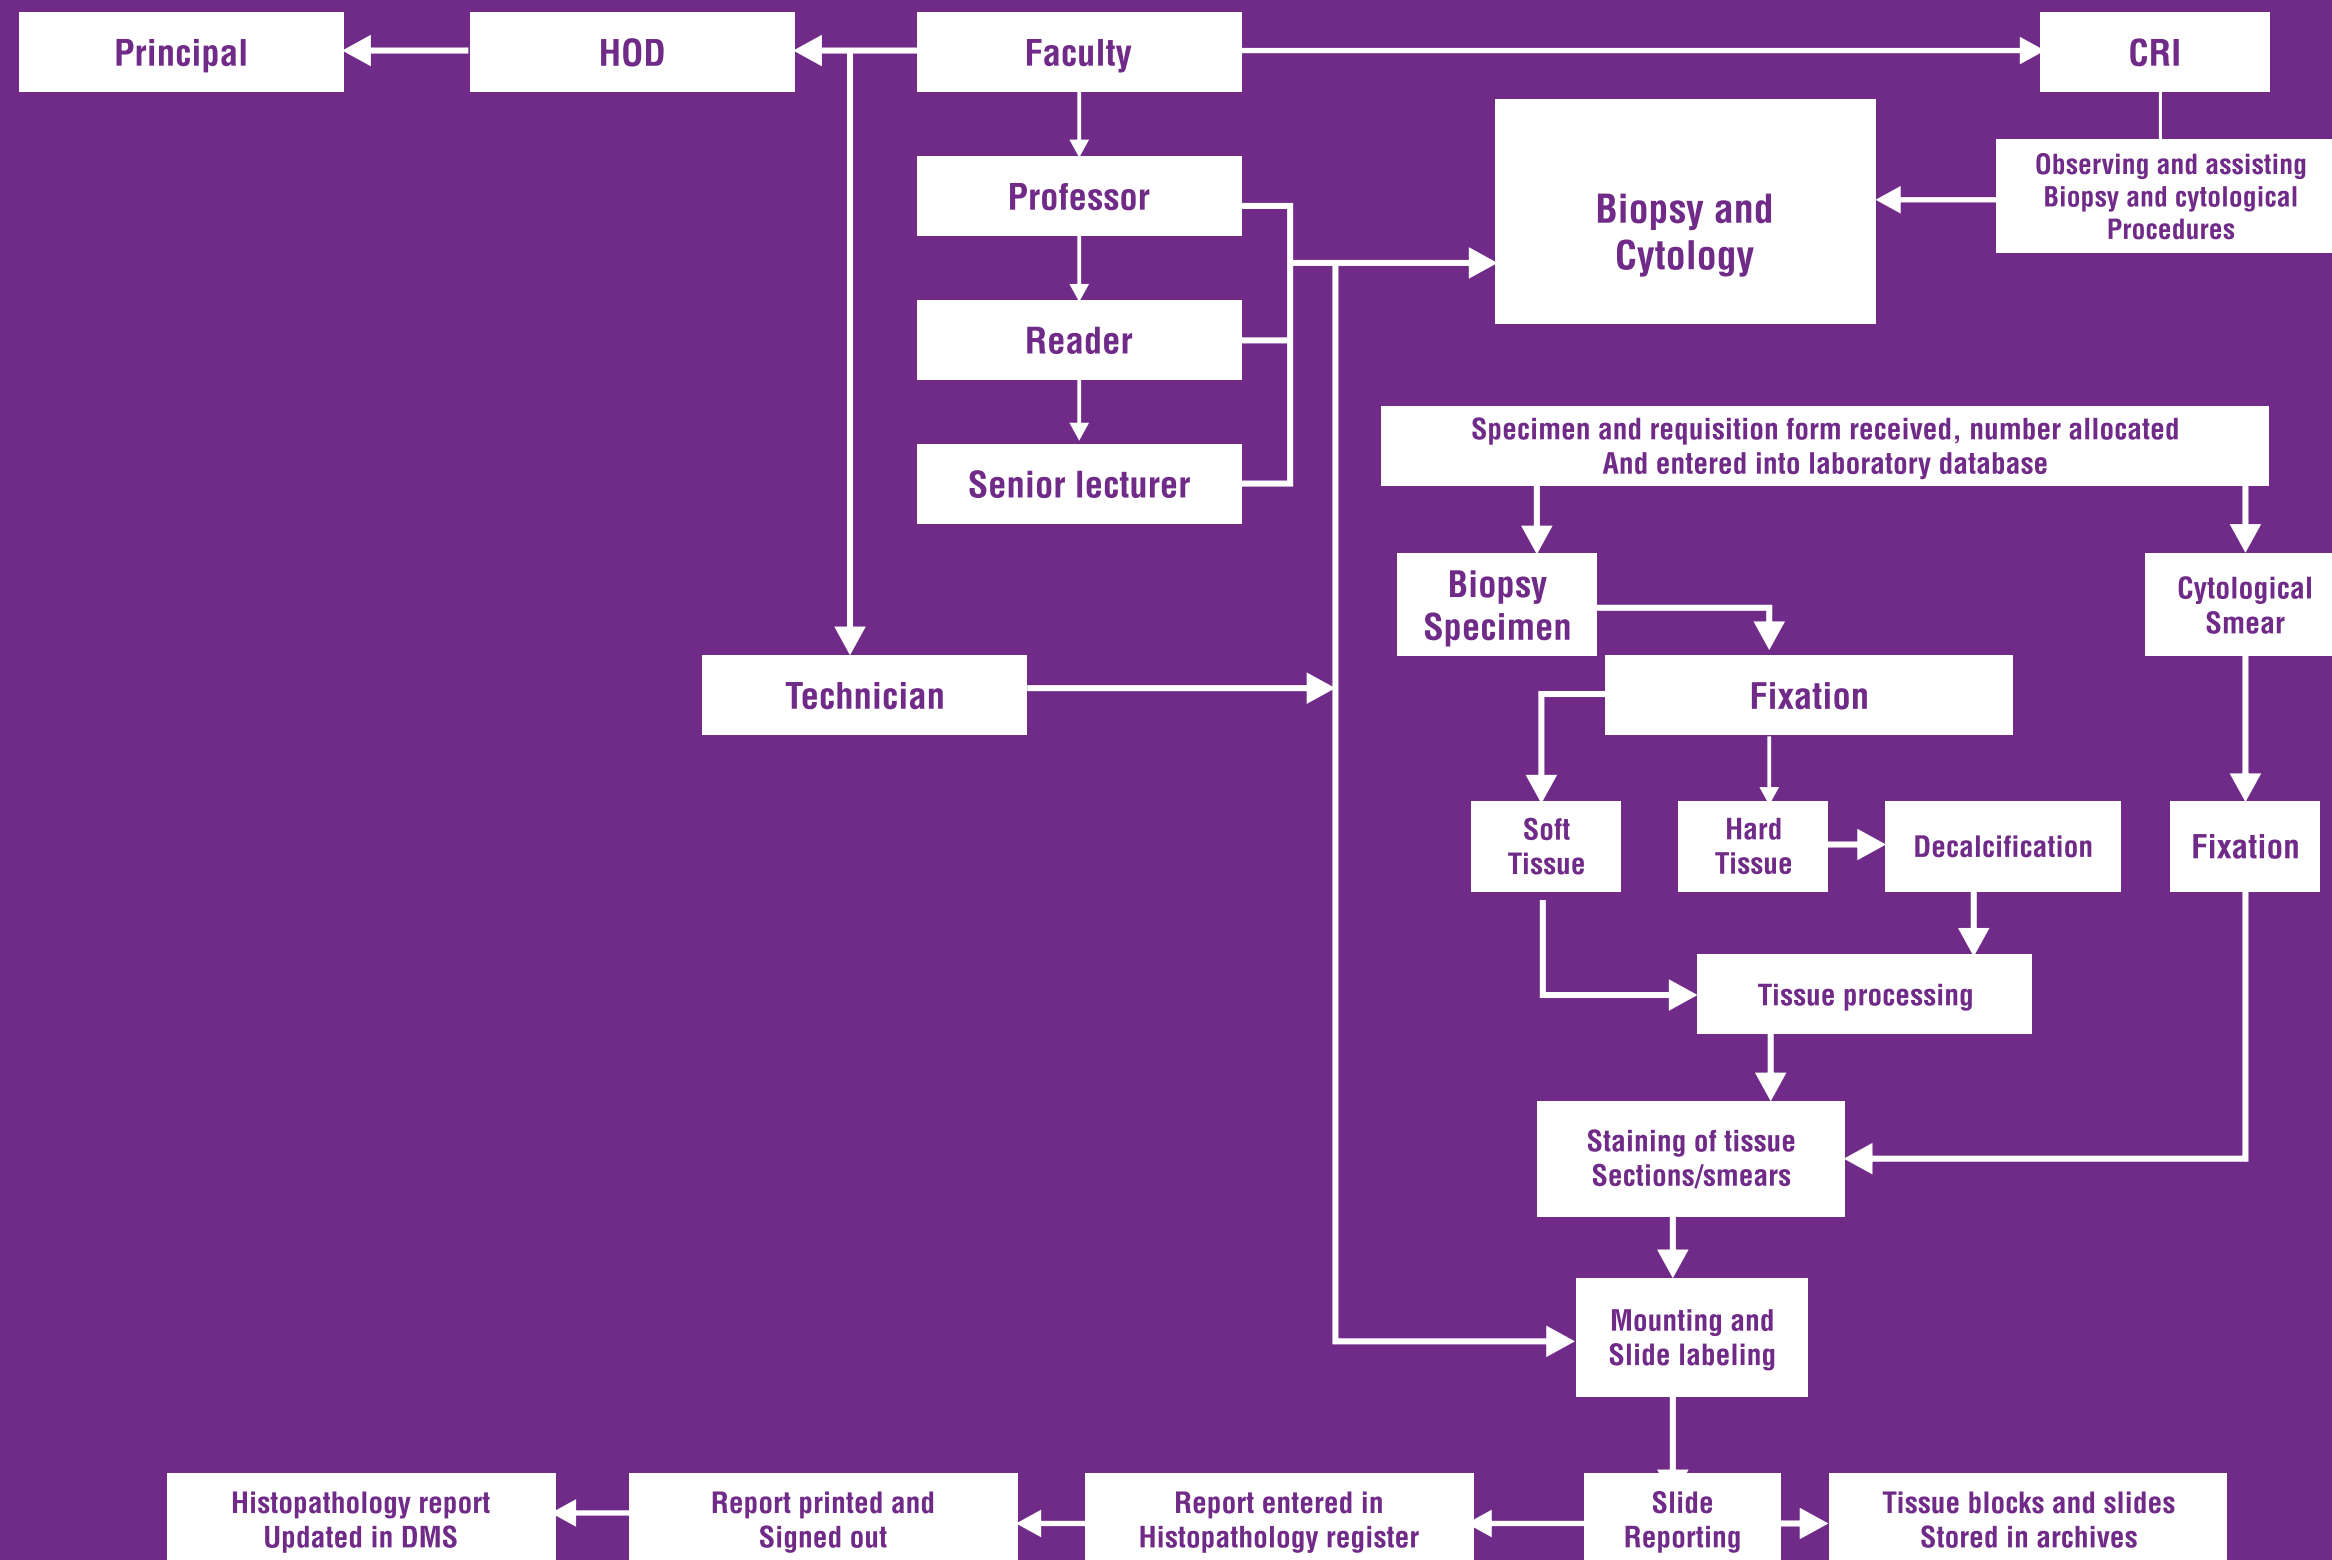 Principal
HOD
Faculty
CRI
Professor
Reader
Senior lecturer
Technician
Biopsy and
Cytology
Observing and assisting
Biopsy and cytological
Procedures
Specimen and requisition form received, number allocated
And entered into laboratory database
Biopsy
Specimen
Cytological
Smear
Fixation
Soft
Tissue
Hard
Tissue
Decalcification
Fixation
Tissue processing
Staining of tissue
Sections/smears
Mounting and
Slide labeling
Histopathology report
Updated in DMS
Report printed and
Signed out
Report entered in
Histopathology register
Slide
Reporting
Tissue blocks and slides
Stored in archives